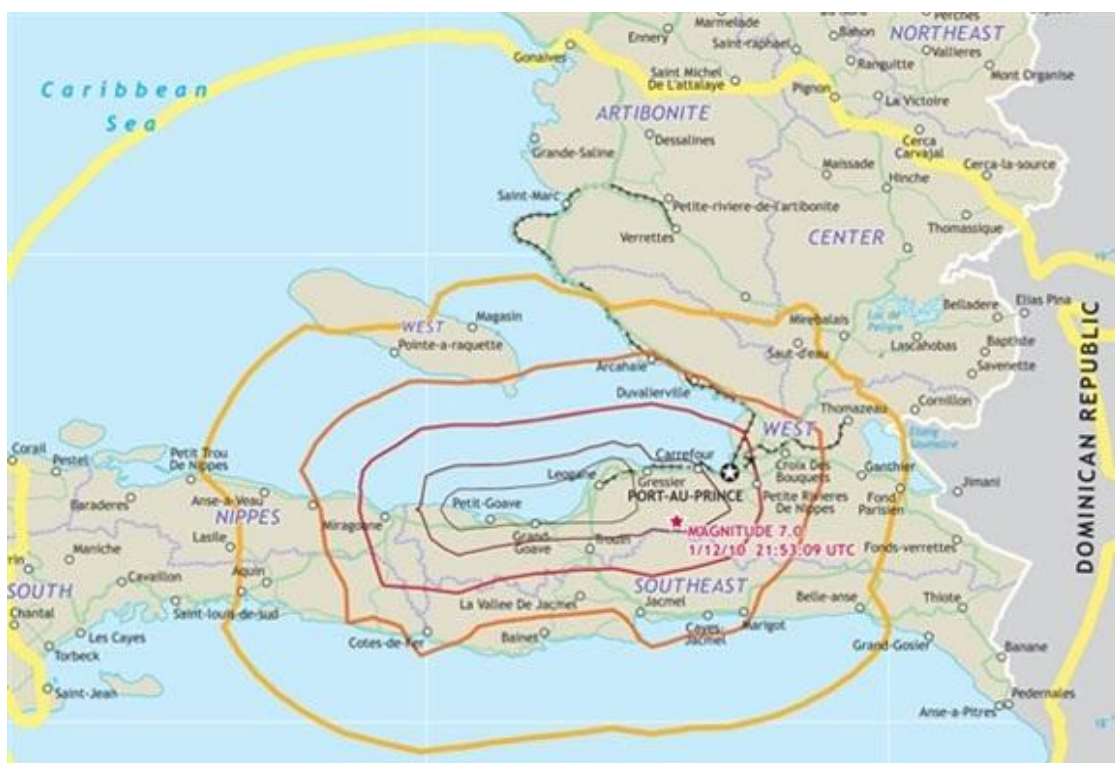 Perches
Marmelade
Ennery
Bahon
NORTHEAST
Saint-raphael
Vallieres
Gonaives
Ranguitte
Mont Organise
Saint Michel
De L'attalaye
Caribbean
Sea
Pignon
La Victoire
ARTIBONITE
Dessalines
Cerca
Carvajal
Grande-Saline
Maissade
Cerca-la-source
Hinche
Saint-Marc
Petite-riviere-de-l'artibonite
Thomassique
Verrettes
CENTER
Belladere
Elias Pina
Lac de
Peligre
Magasin
WEST
Mirebalais
Pointe-a-raquette
Saut-d'eau
Lascahobas
Baptiste
Savenette
Arcahaie
Duvalierville
Cornillon
Thomazeau
WEST
Etang
Saumatre
Corail
Petit Trou
De Nippes
Pestel
Carrefour
Leogane
Gressier
Croix Des
Bouquets
Ganthier
Jimani
Baraderes
Anse-a-Veau
Petit-Goave
PORT-AU-PRINCE
Petite Rivieres
De Nippes
Fond
Parisien
NIPPES
Miragoane
Grand-
Goave
Trouin
MAGNITUDE 7.0
1/12/10 21:53:09 UTC
Fonds-verrettes
Lasile
Maniche
Cavaillon
Aquin
SOUTHEAST
SOUTH
Chantal
Saint-louis-de-sud
La Vallee De Jacmel
Jacmel
Belle-anse
Thiote
Les Cayes
Cotes-de-Fer
Bainet
Cayes-
Jacmel
Marigot
Grand-Gosier
Torbeck
Banane
Saint-Jean
Pedernales
Anse-a-Pitres
DOMINICAN REPUBLIC